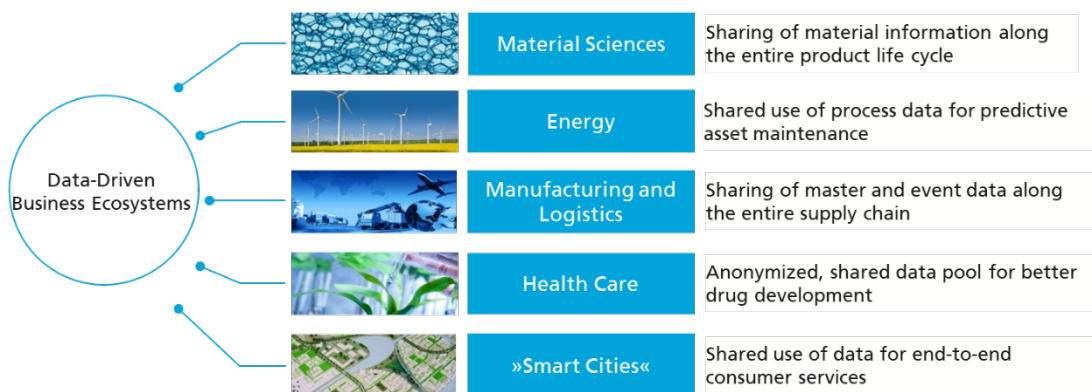 Data-Driven
Business Ecosystems
Material Sciences
Sharing of material information along
the entire product life cycle
Energy
Shared use of process data for predictive
asset maintenance
Manufacturing and
Logistics
Sharing of master and event data along
the entire supply chain
Health Care
Anonymized, shared data pool for better
drug development
»Smart Cities«
Shared use of data for end-to-end
consumer services